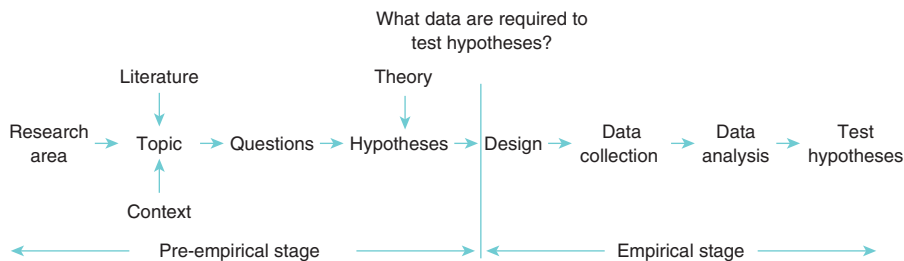 What data are required to
test hypotheses?
Literature
Theory
Research
area
Topic
Questions
Hypotheses
Design
Data
collection
Data
analysis
Test
hypotheses
Context
Pre-empirical stage
Empirical stage